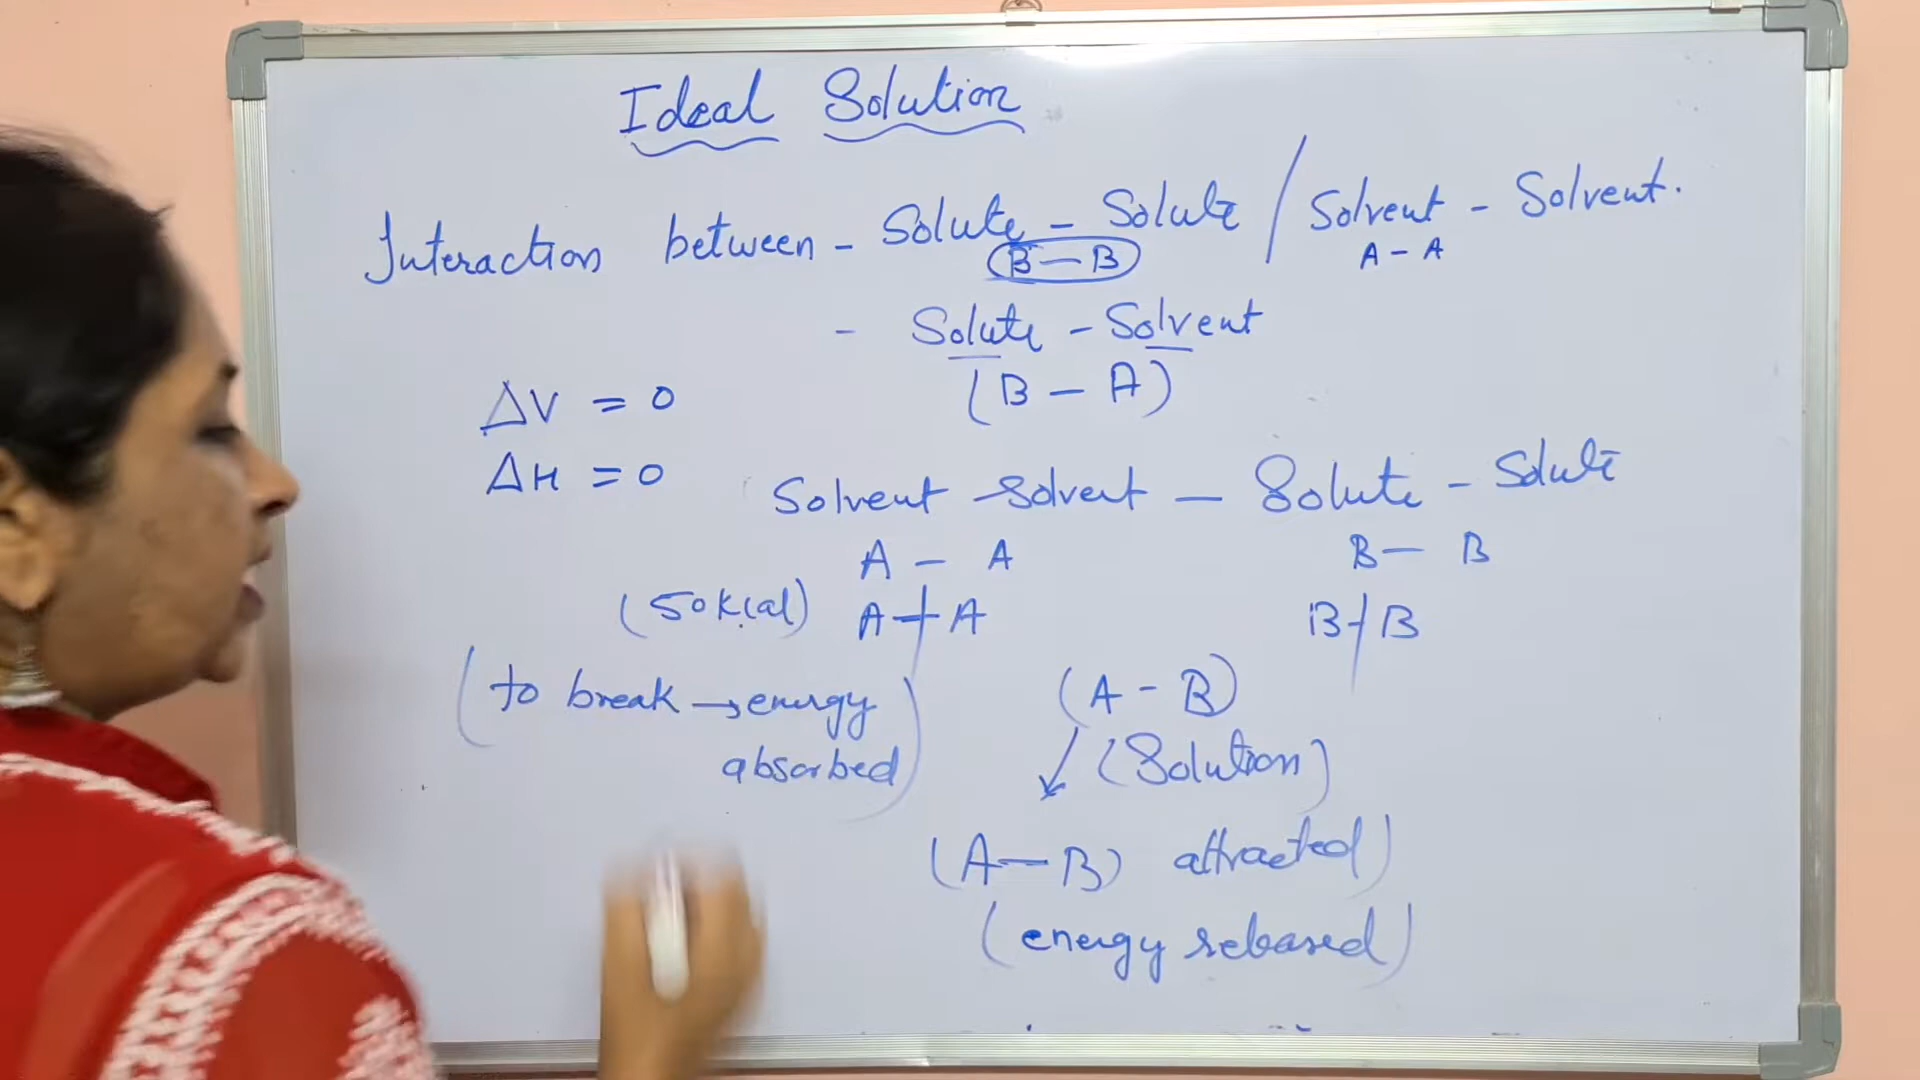 Ideal Solution
Interaction between - Solute - Solute / Solvent - Solvent.
B - B A - A
- Solute - Solvent
(B - A)
ΔV = 0
ΔH = 0
Solvent - Solvent - Solute - Solute
A - A B - B
(50 Kcal) A + A B + B
(to break → energy absorbed)
(A - B)
(Solution)
(A - B) attracted)
(energy released)